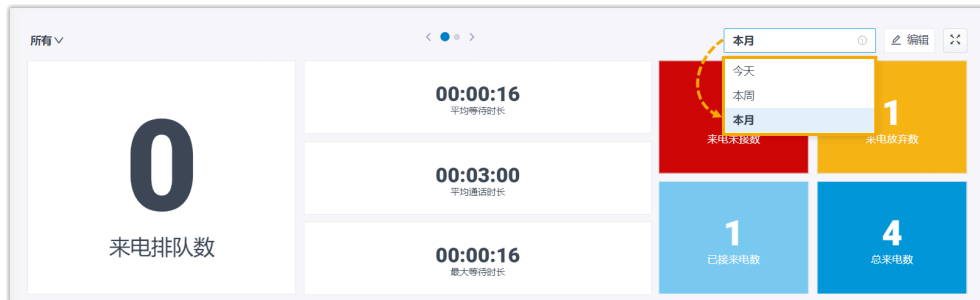 所有
本月
编辑
今天
本周
本月
0
来电排队数
00:00:16
平均等待时长
00:03:00
平均通话时长
00:00:16
最大等待时长
来电未接数
1
来电放弃数
1
已接来电数
4
总来电数